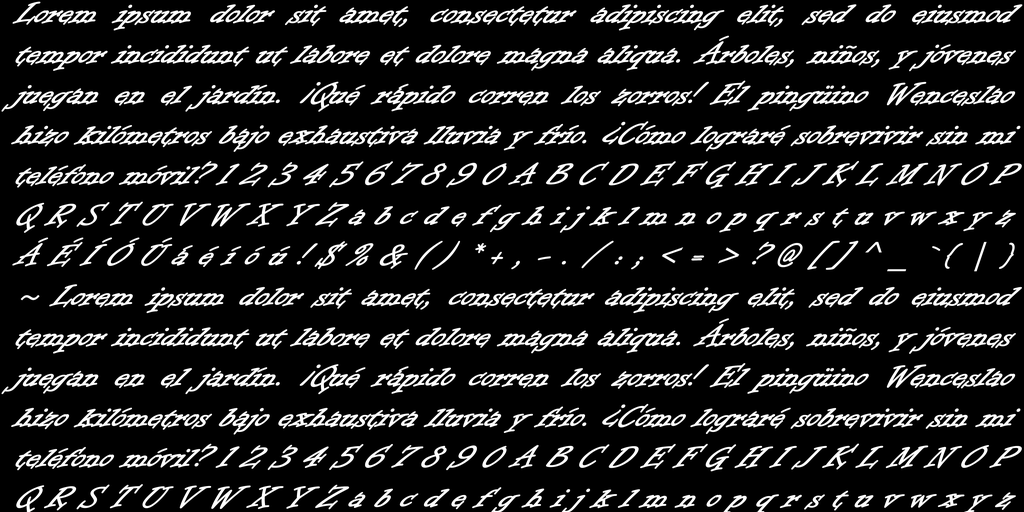 Lorem ipsum dolor sit amet, consectetur adipiscing elit, sed do eiusmod
tempor incididunt ut labore et dolore magna aliqua. Árboles, niños, y jóvenes
juegan en el jardín. ¡Qué rápido corren los zorros! El pingüino Wenceslao
hizo kilómetros bajo exhaustiva lluvia y frío. ¿Cómo lograré sobrevivir sin mi
teléfono móvil? 1 2 3 4 5 6 7 8 9 0 A B C D E F G H I J K L M N O P
Q R S T U V W X Y Z a b c d e f g h i j k l m n o p q r s t u v w x y z
Á É Í Ó Ú á é í ó ú ! $ % & ( ) * + , - . / : ; < = > ? @ [ ] ^ _ ` { | }
~ Lorem ipsum dolor sit amet, consectetur adipiscing elit, sed do eiusmod
tempor incididunt ut labore et dolore magna aliqua. Árboles, niños, y jóvenes
juegan en el jardín. ¡Qué rápido corren los zorros! El pingüino Wenceslao
hizo kilómetros bajo exhaustiva lluvia y frío. ¿Cómo lograré sobrevivir sin mi
teléfono móvil? 1 2 3 4 5 6 7 8 9 0 A B C D E F G H I J K L M N O P
Q R S T U V W X Y Z a b c d e f g h i j k l m n o p q r s t u v w x y z